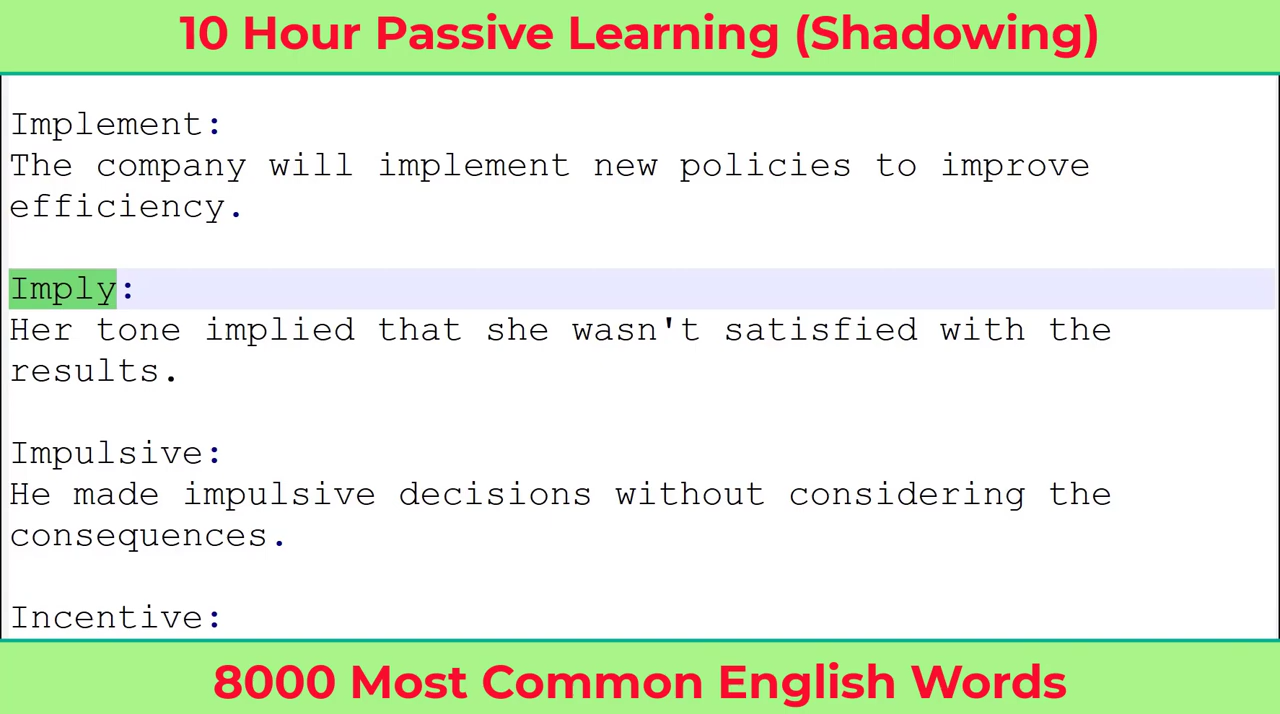 10 Hour Passive Learning (Shadowing)
Implement:
The company will implement new policies to improve
efficiency.
Imply:
Her tone implied that she wasn't satisfied with the
results.
Impulsive:
He made impulsive decisions without considering the
consequences.
Incentive:
8000 Most Common English Words